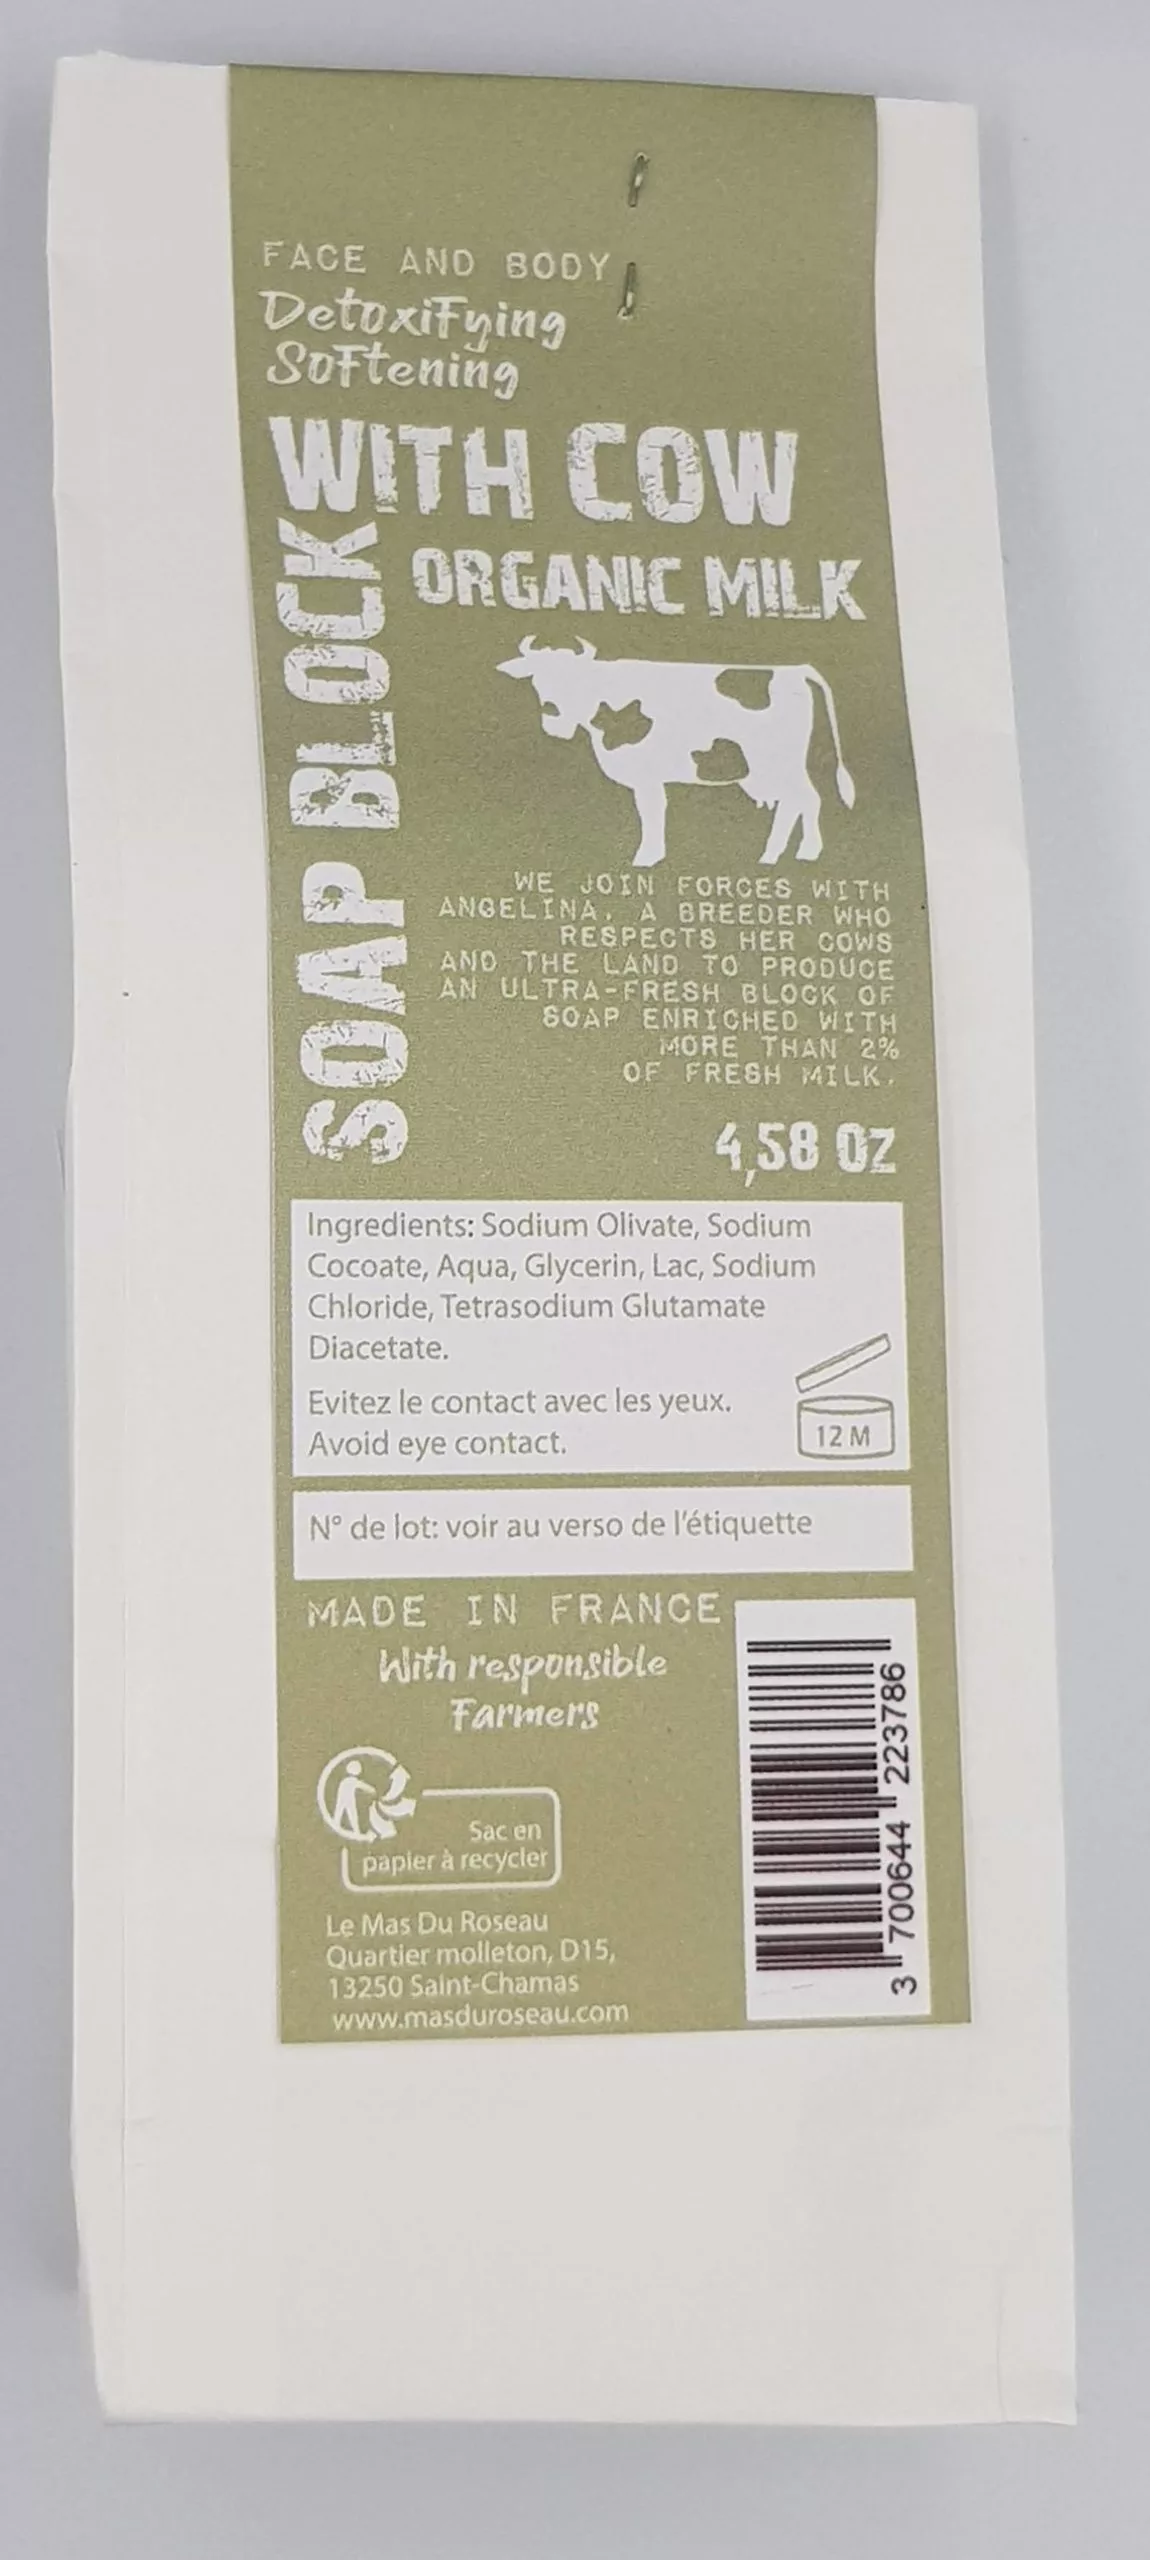 FACE AND BODY
Detoxifying
Softening
SOAP BLOCK
WITH COW
ORGANIC MILK
WE JOIN FORCES WITH
ANGELINA, A BREEDER WHO
RESPECTS HER COWS
AND THE LAND TO PRODUCE
AN ULTRA-FRESH BLOCK OF
SOAP ENRICHED WITH
MORE THAN 2%
OF FRESH MILK.
4,58 OZ
Ingredients: Sodium Olivate, Sodium
Cocoate, Aqua, Glycerin, Lac, Sodium
Chloride, Tetrasodium Glutamate
Diacetate.
Evitez le contact avec les yeux.
Avoid eye contact.
12 M
N° de lot: voir au verso de l'étiquette
MADE IN FRANCE
With responsible
Farmers
Sac en
papier à recycler
Le Mas Du Roseau
Quartier molleton, D15,
13250 Saint-Chamas
www.masduroseau.com
3 700644 223786